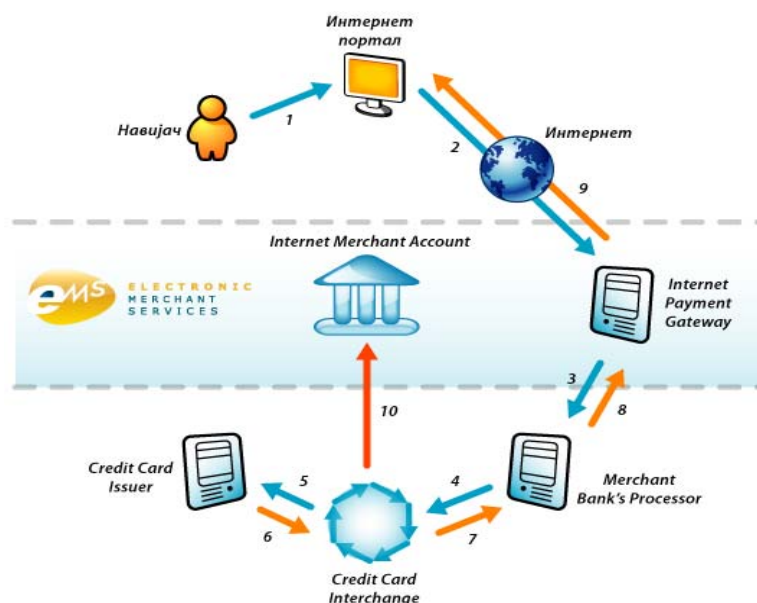 Интернет
портал
Навијач
1
2
Интернет
9
Internet Merchant Account
eMS
ELECTRONIC
MERCHANT
SERVICES
Internet
Payment
Gateway
3
8
10
Credit Card
Issuer
5
4
Merchant
Bank's Processor
6
7
Credit Card
Interchange